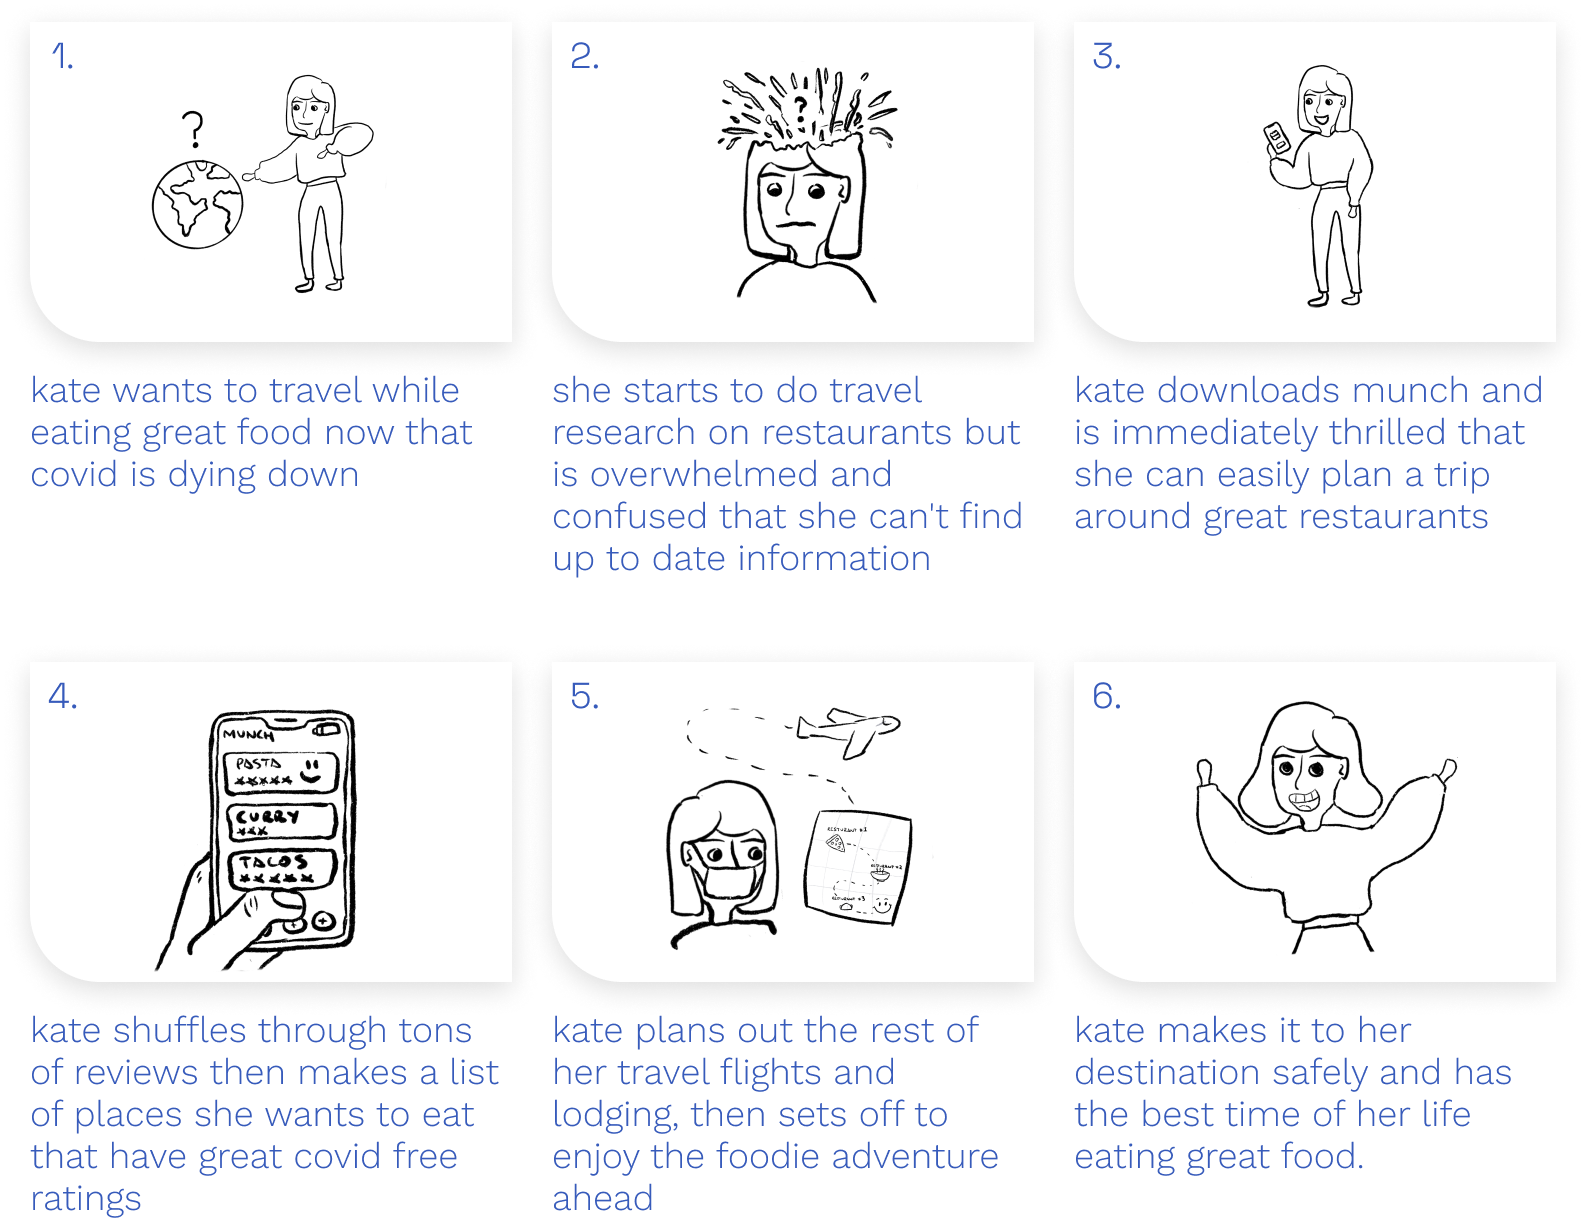 1.
?
kate wants to travel while
eating great food now that
covid is dying down
2.
?
she starts to do travel
research on restaurants but
is overwhelmed and
confused that she can't find
up to date information
3.
kate downloads munch and
is immediately thrilled that
she can easily plan a trip
around great restaurants
4.
MUNCH
PASTA
CURRY
TACOS
kate shuffles through tons
of reviews then makes a list
of places she wants to eat
that have great covid free
ratings
5.
RESTURANT #1
RESTURANT #2
RESTURANT #3
kate plans out the rest of
her travel flights and
lodging, then sets off to
enjoy the foodie adventure
ahead
6.
kate makes it to her
destination safely and has
the best time of her life
eating great food.